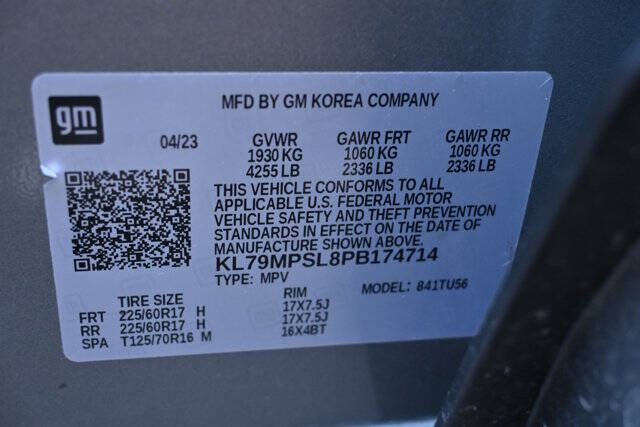 gm
MFD BY GM KOREA COMPANY
04/23 GVWR GAWR FRT GAWR RR
1930 KG 1060 KG 1060 KG
4255 LB 2336 LB 2336 LB
THIS VEHICLE CONFORMS TO ALL
APPLICABLE U.S. FEDERAL MOTOR
VEHICLE SAFETY AND THEFT PREVENTION
STANDARDS IN EFFECT ON THE DATE OF
MANUFACTURE SHOWN ABOVE.
KL79MPSL8PB174714
TYPE: MPV MODEL: 841TU56
TIRE SIZE RIM
FRT 225/60R17 H 17X7.5J
RR 225/60R17 H 17X7.5J
SPA T125/70R16 M 16X4BT